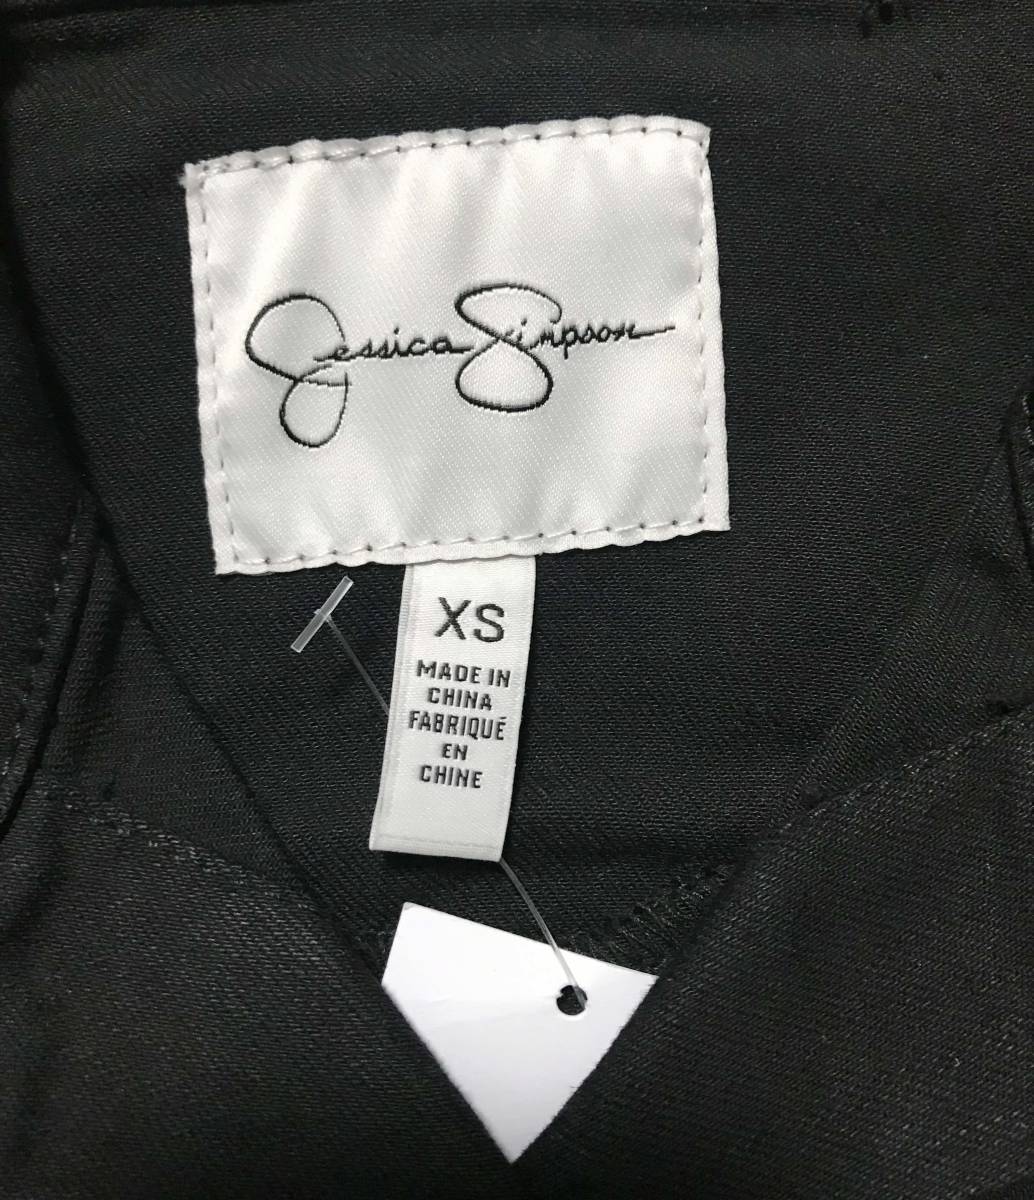 Jessica Simpson
XS
MADE IN
CHINA
FABRIQUÉ
EN
CHINE